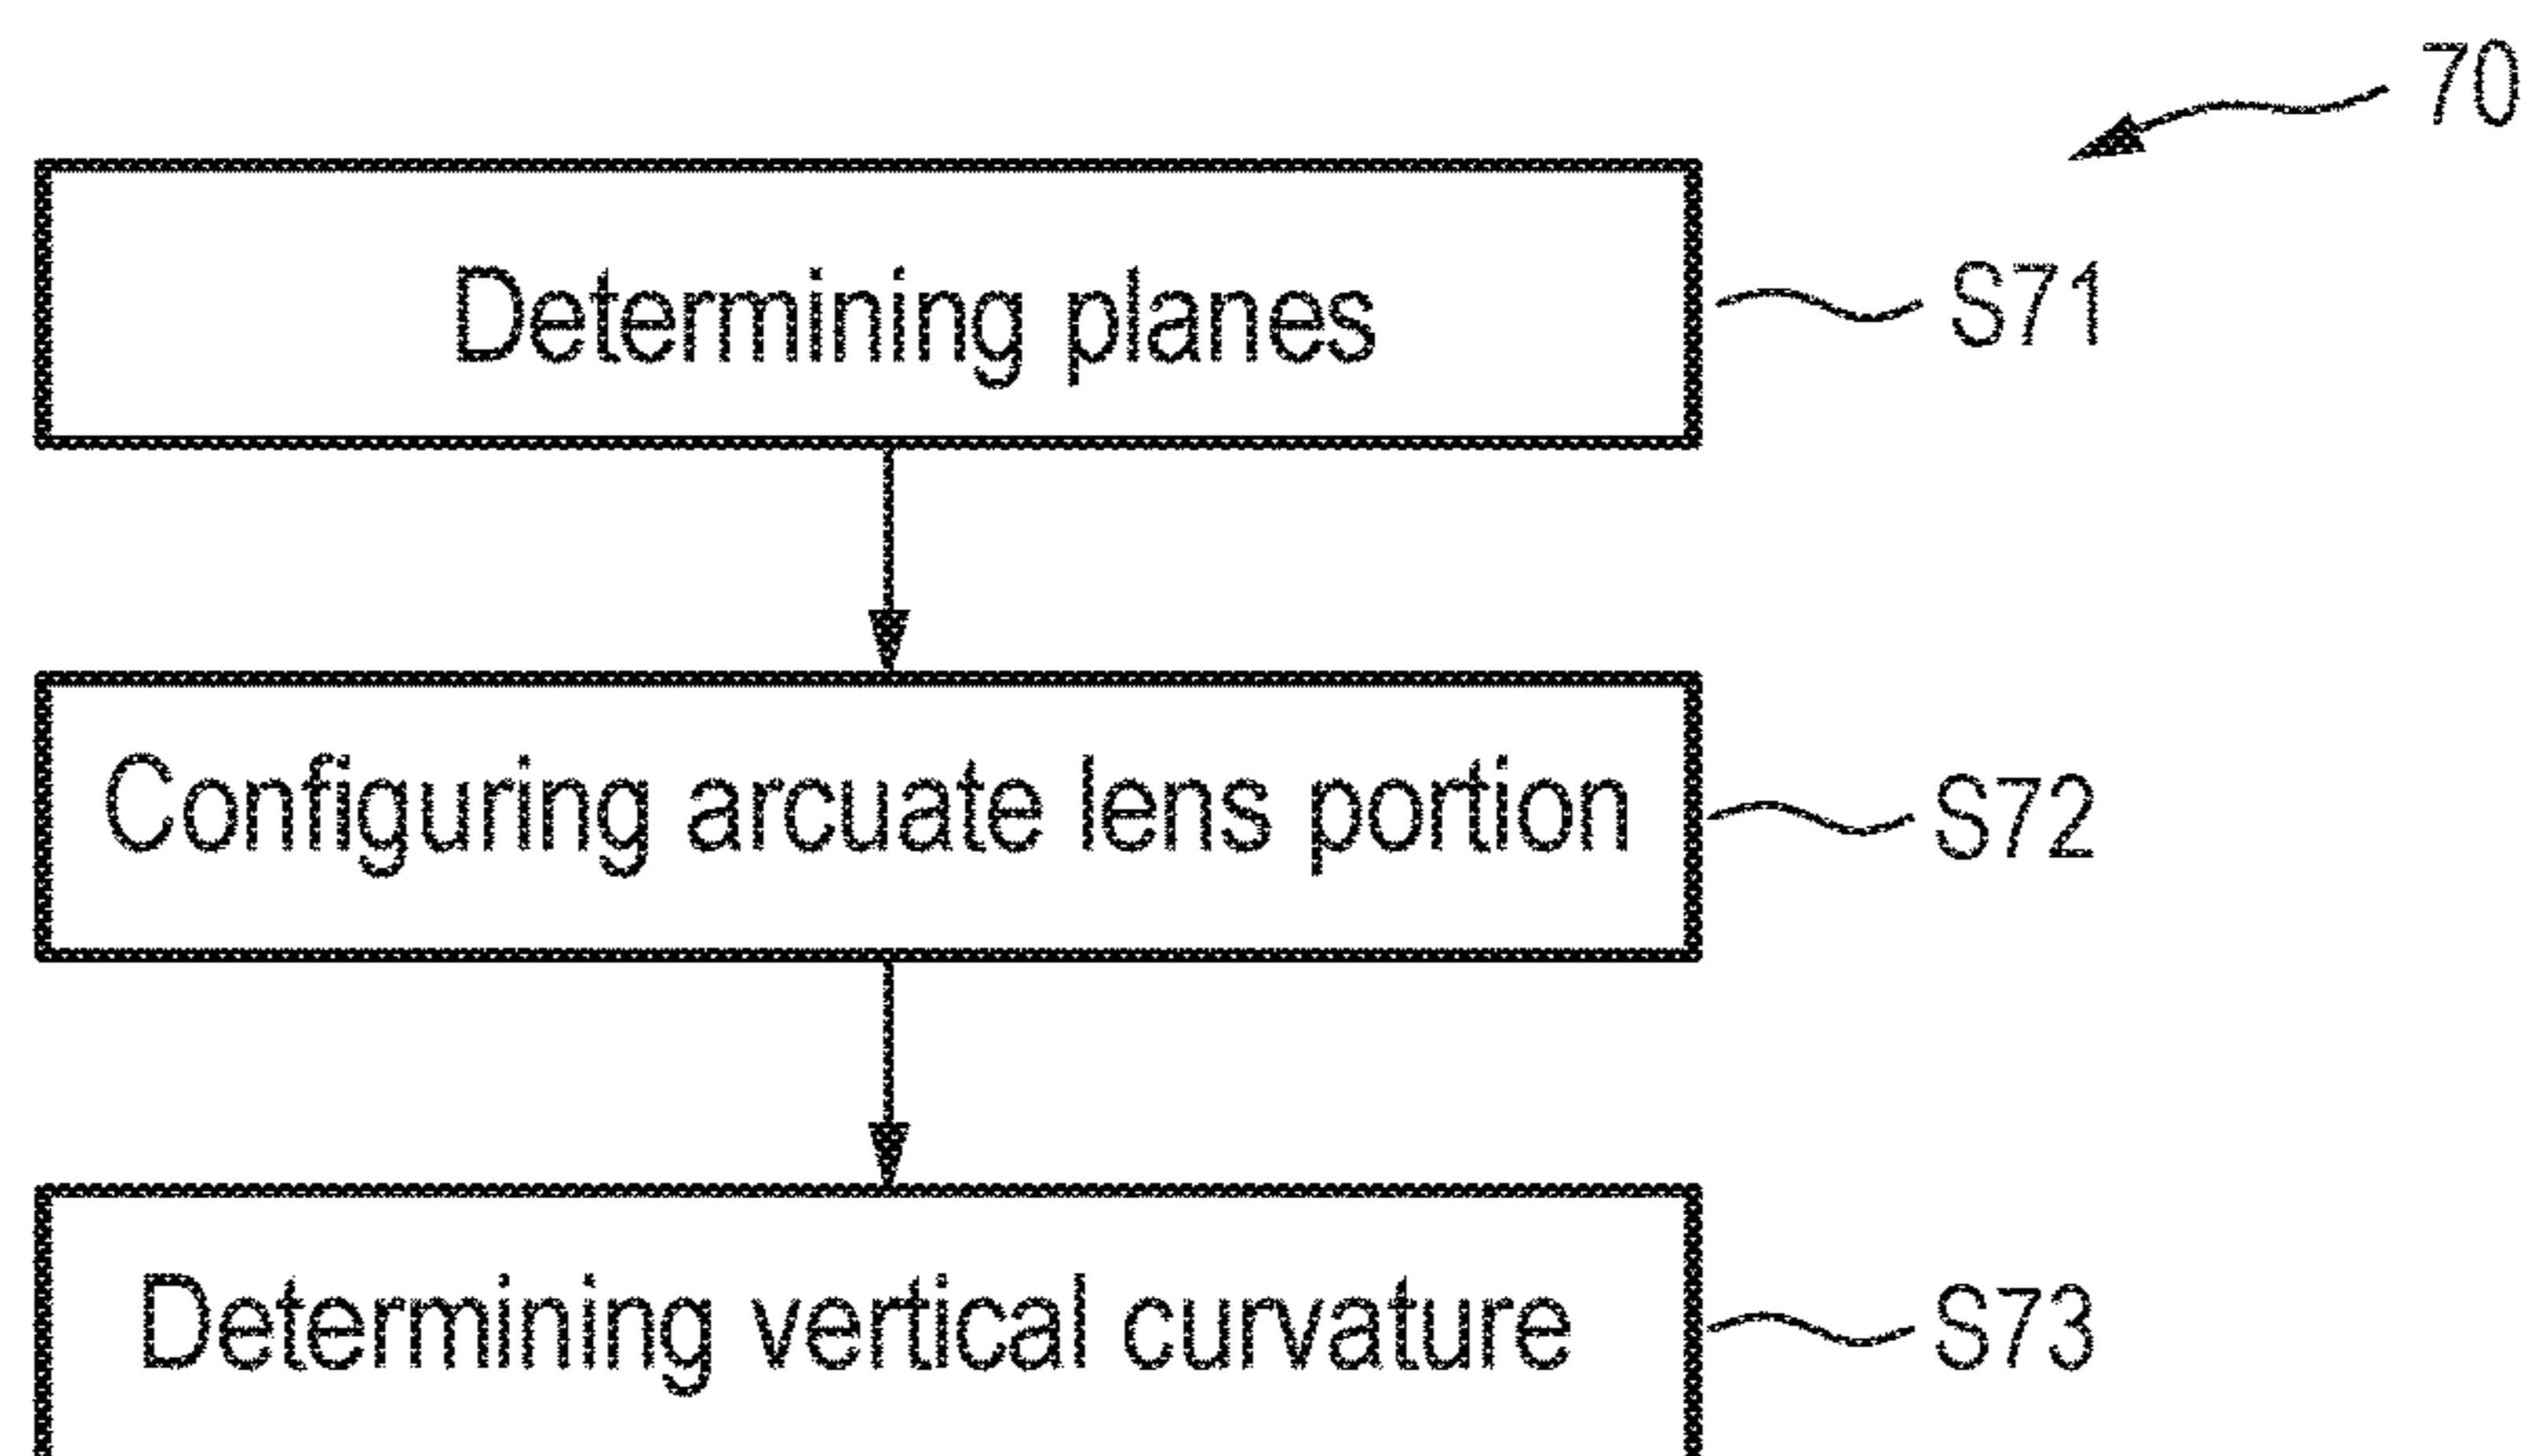 70
Determining planes
S71
Configuring arcuate lens portion
S72
Determining vertical curvature
S73